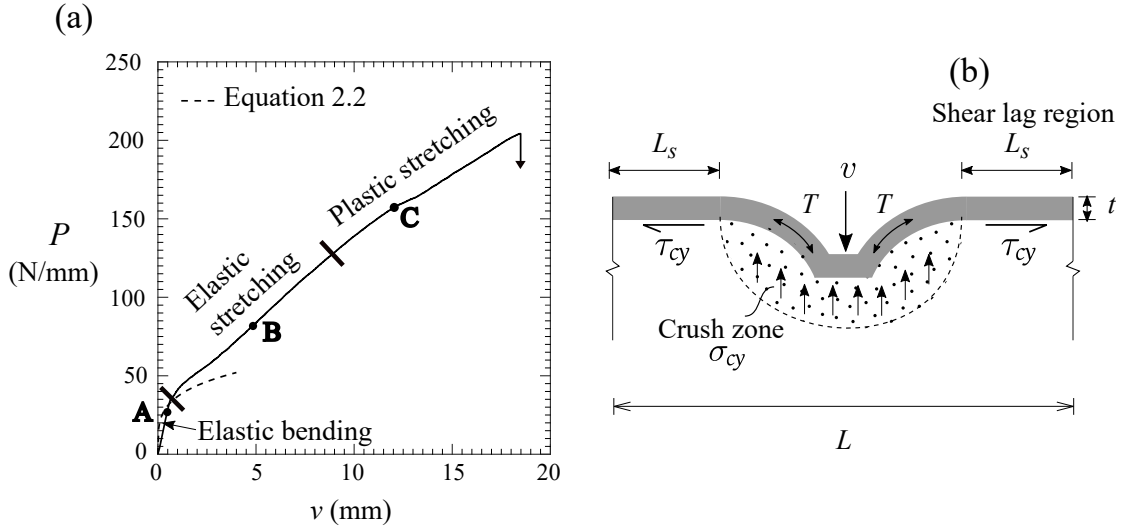 (a)
250
200
150
100
50
0
P
(N/mm)
Equation 2.2
Plastic stretching
Elastic
stretching
Elastic bending
A
B
C
0
5
10
15
20
v (mm)
(b)
Shear lag region
L_s
L_s
v
T
T
t
τ_cy
τ_cy
Crush zone
σ_cy
L